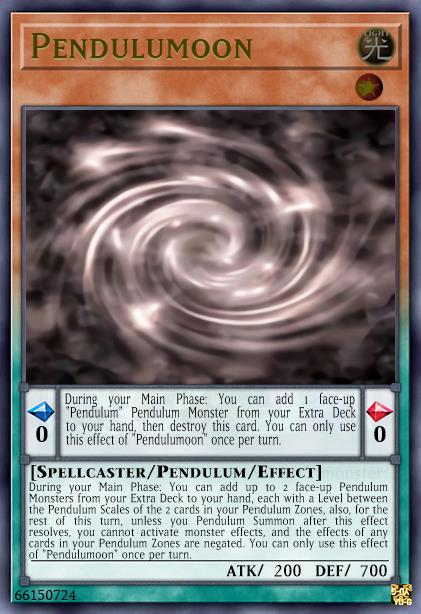 PENDULUMOON
LIGHT
光
During your Main Phase: You can add 1 face-up
"Pendulum" Pendulum Monster from your Extra Deck
to your hand, then destroy this card. You can only use
this effect of "Pendulumoon" once per turn.
0
0
[SPELLCASTER/PENDULUM/EFFECT]
During your Main Phase: You can add up to 2 face-up Pendulum
Monsters from your Extra Deck to your hand, each with a Level between
the Pendulum Scales of the 2 cards in your Pendulum Zones, also, for the
rest of this turn, unless you Pendulum Summon after this effect
resolves, you cannot activate monster effects, and the effects of any
cards in your Pendulum Zones are negated. You can only use this effect
of "Pendulumoon" once per turn.
ATK/ 200 DEF/ 700
66150724